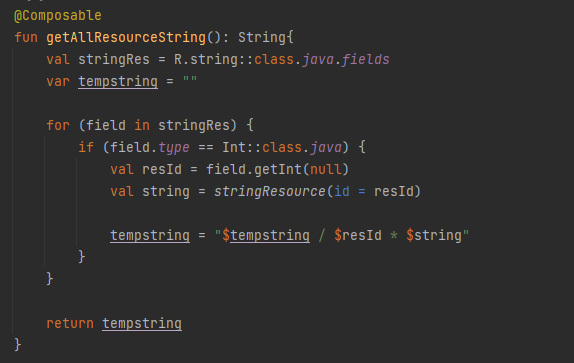 @Composable
fun getAllResourceString(): String{
    val stringRes = R.string::class.java.fields
    var tempstring = ""

    for (field in stringRes) {
        if (field.type == Int::class.java) {
            val resId = field.getInt(null)
            val string = stringResource(id = resId)

            tempstring = "$tempstring / $resId * $string"
        }
    }

    return tempstring
}